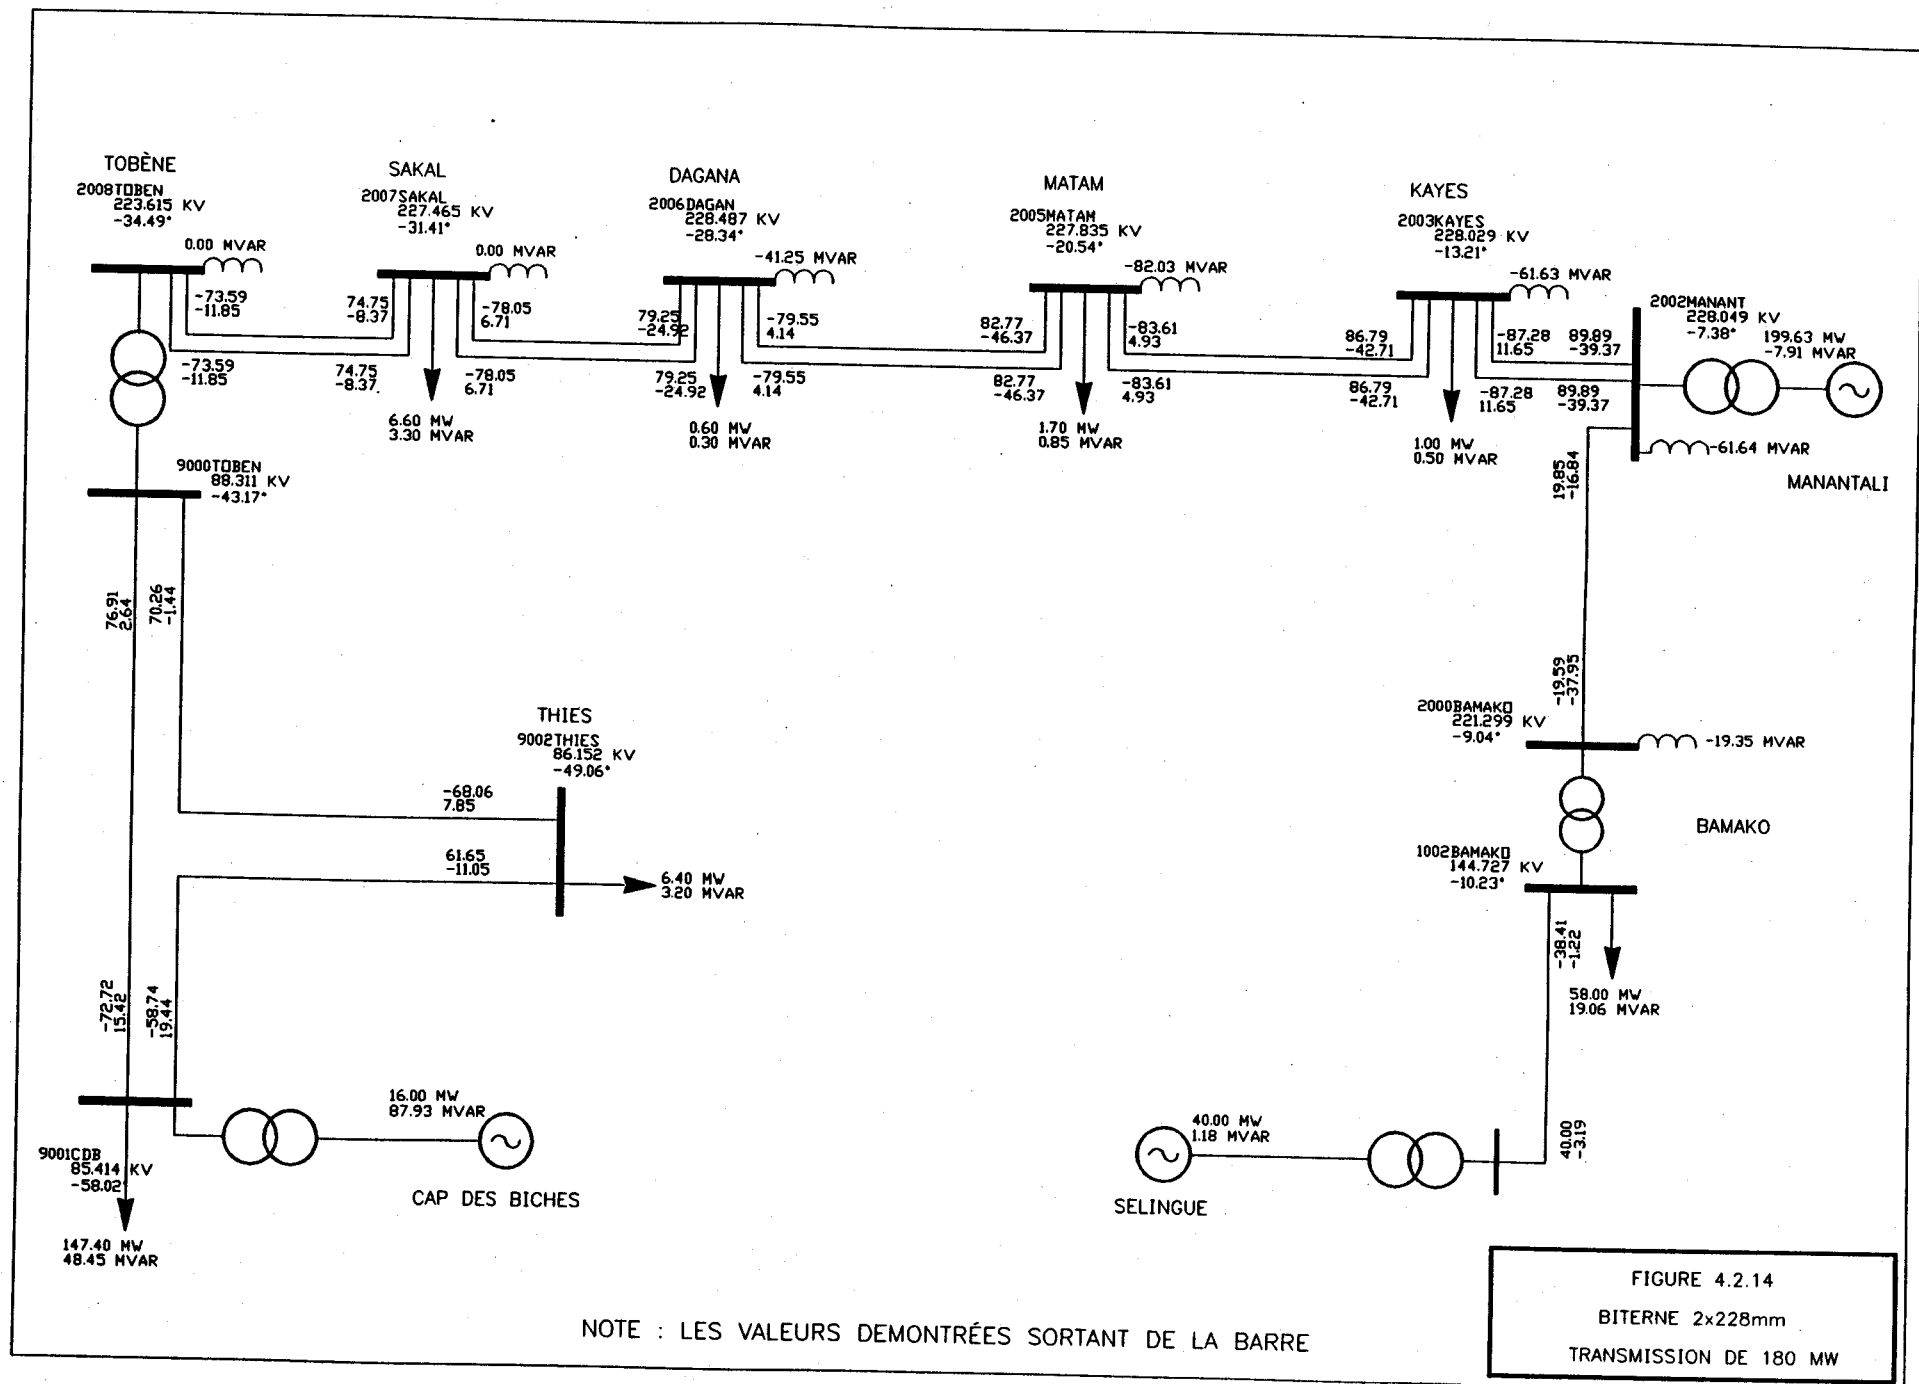 TOBÈNE
2008TOBEN
223.615 KV
-34.49°
0.00 MVAR
-73.59
-11.85
-73.59
-11.85
SAKAL
2007SAKAL
227.465 KV
-31.41°
0.00 MVAR
74.75
-8.37
74.75
-8.37
-78.05
6.71
-78.05
6.71
6.60 MW
3.30 MVAR
DAGANA
2006DAGAN
228.487 KV
-28.34°
-41.25 MVAR
79.25
-24.92
79.25
-24.92
-79.55
4.14
-79.55
4.14
0.60 MW
0.30 MVAR
MATAM
2005MATAM
227.835 KV
-20.54°
-82.03 MVAR
82.77
-46.37
82.77
-46.37
-83.61
4.93
-83.61
4.93
1.70 MW
0.85 MVAR
KAYES
2003KAYES
228.029 KV
-13.21°
-61.63 MVAR
86.79
-42.71
86.79
-42.71
-87.28
11.65
-87.28
11.65
1.00 MW
0.50 MVAR
89.89
-39.37
89.89
-39.37
2002MANANT
228.049 KV
-7.38°
199.63 MW
-7.91 MVAR
-61.64 MVAR
MANANTALI
19.85
-16.84
-19.59
-37.95
9000TOBEN
88.311 KV
-43.17°
76.91
2.64
70.26
-1.44
THIES
9002THIES
86.152 KV
-49.06°
-68.06
7.85
61.65
-11.05
6.40 MW
3.20 MVAR
2000BAMAKO
221.299 KV
-9.04°
-19.35 MVAR
BAMAKO
1002BAMAKO
144.727 KV
-10.23°
-38.41
-1.22
58.00 MW
19.06 MVAR
-72.72
15.42
-58.74
19.44
16.00 MW
87.93 MVAR
9001CDB
85.414 KV
-58.02°
CAP DES BICHES
147.40 MW
48.45 MVAR
40.00 MW
1.18 MVAR
SELINGUE
40.00
-3.19
NOTE : LES VALEURS DEMONTRÉES SORTANT DE LA BARRE
FIGURE 4.2.14
BITERNE 2x228mm
TRANSMISSION DE 180 MW